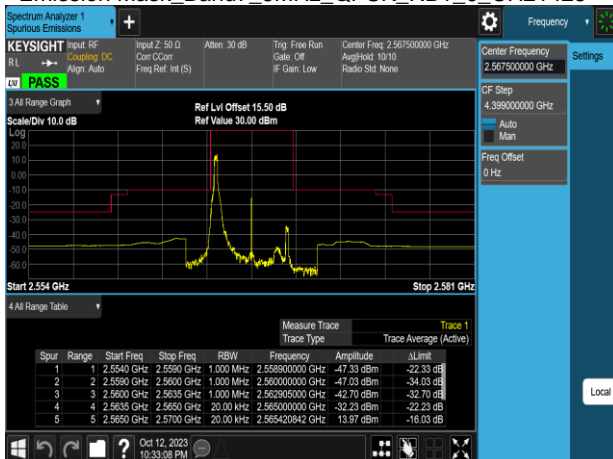 Spectrum Analyzer 1
Spurious Emissions
Frequency
KEYSIGHT
RL
Input: RF
Coupling: DC
Align: Auto
Input Z: 50 Ω
Corr CCorr
Freq Ref: Int (S)
Atten: 30 dB
Trig: Free Run
Gate: Off
IF Gain: Low
Center Freq: 2.567500000 GHz
Avg|Hold: 10/10
Radio Std: None
PASS
Center Frequency
2.567500000 GHz
Settings
CF Step
4.399000000 GHz
Auto
Man
Freq Offset
0 Hz
Local
3 All Range Graph
Scale/Div 10.0 dB
Ref Lvl Offset 15.50 dB
Ref Value 30.00 dBm
Log
20.0
10.0
0.00
-10.0
-20.0
-30.0
-40.0
-50.0
-60.0
Start 2.554 GHz
Stop 2.581 GHz
4 All Range Table
Measure Trace Trace 1
Trace Type Trace Average (Active)
Spur Range Start Freq Stop Freq RBW Frequency Amplitude ΔLimit
1 1 2.5540 GHz 2.5590 GHz 1.000 MHz 2.558900000 GHz -47.33 dBm -22.33 dB
2 2 2.5590 GHz 2.5600 GHz 1.000 MHz 2.560000000 GHz -47.03 dBm -34.03 dB
3 3 2.5600 GHz 2.5635 GHz 1.000 MHz 2.562905000 GHz -42.70 dBm -32.70 dB
4 4 2.5635 GHz 2.5650 GHz 20.00 kHz 2.565000000 GHz -32.23 dBm -22.23 dB
5 5 2.5650 GHz 2.5700 GHz 20.00 kHz 2.565420842 GHz 13.97 dBm -16.03 dB
Oct 12, 2023
10:33:08 PM